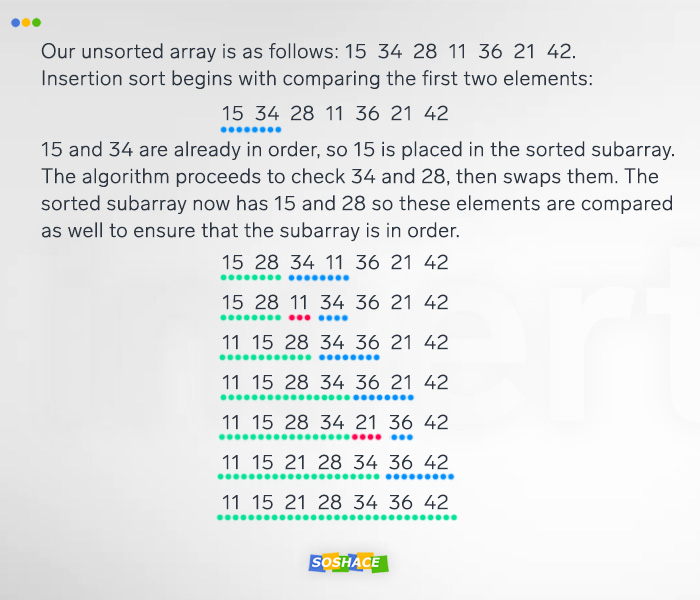 Our unsorted array is as follows: 15 34 28 11 36 21 42.
Insertion sort begins with comparing the first two elements:
15 34 28 11 36 21 42
15 and 34 are already in order, so 15 is placed in the sorted subarray.
The algorithm proceeds to check 34 and 28, then swaps them. The
sorted subarray now has 15 and 28 so these elements are compared
as well to ensure that the subarray is in order.
15 28 34 11 36 21 42
15 28 11 34 36 21 42
11 15 28 34 36 21 42
11 15 28 34 36 21 42
11 15 28 34 21 36 42
11 15 21 28 34 36 42
11 15 21 28 34 36 42
SOSHACE